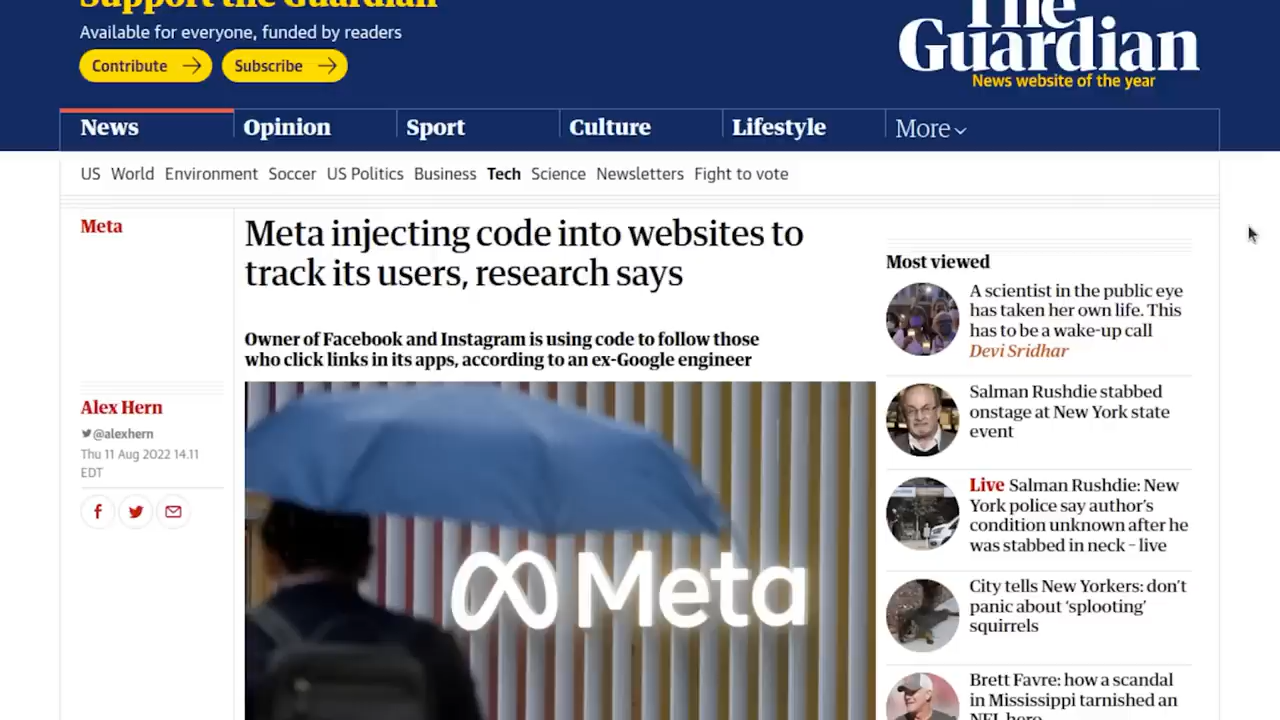 Support the Guardian
Available for everyone, funded by readers
Contribute
Subscribe
The
Guardian
News website of the year
News
Opinion
Sport
Culture
Lifestyle
More
US
World
Environment
Soccer
US Politics
Business
Tech
Science
Newsletters
Fight to vote
Meta
Meta injecting code into websites to
track its users, research says
Owner of Facebook and Instagram is using code to follow those
who click links in its apps, according to an ex-Google engineer
Alex Hern
@alexhern
Thu 11 Aug 2022 14.11
EDT
Meta
Most viewed
A scientist in the public eye
has taken her own life. This
has to be a wake-up call
Devi Sridhar
Salman Rushdie stabbed
onstage at New York state
event
Live Salman Rushdie: New
York police say author's
condition unknown after he
was stabbed in neck – live
City tells New Yorkers: don't
panic about 'splooting'
squirrels
Brett Favre: how a scandal
in Mississippi tarnished an
NFL hero